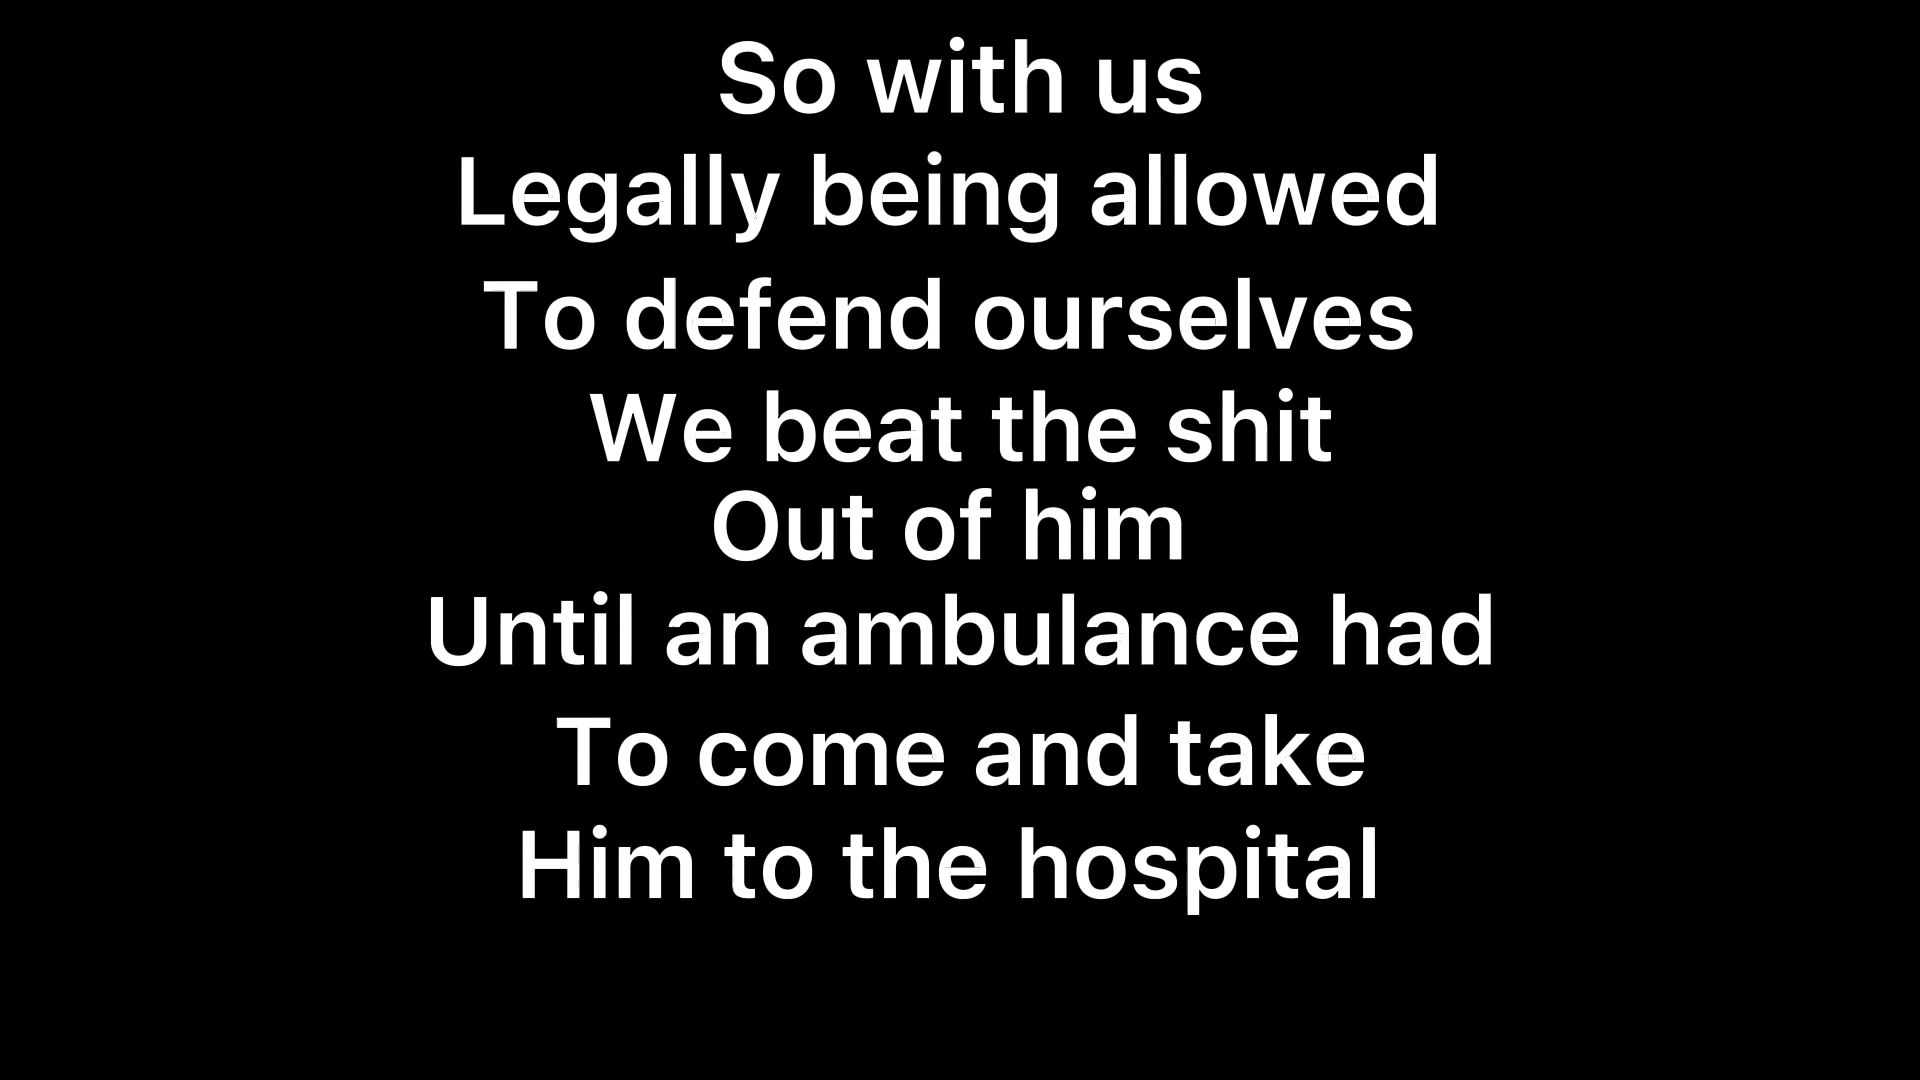 So with us
Legally being allowed
To defend ourselves
We beat the shit
Out of him
Until an ambulance had
To come and take
Him to the hospital